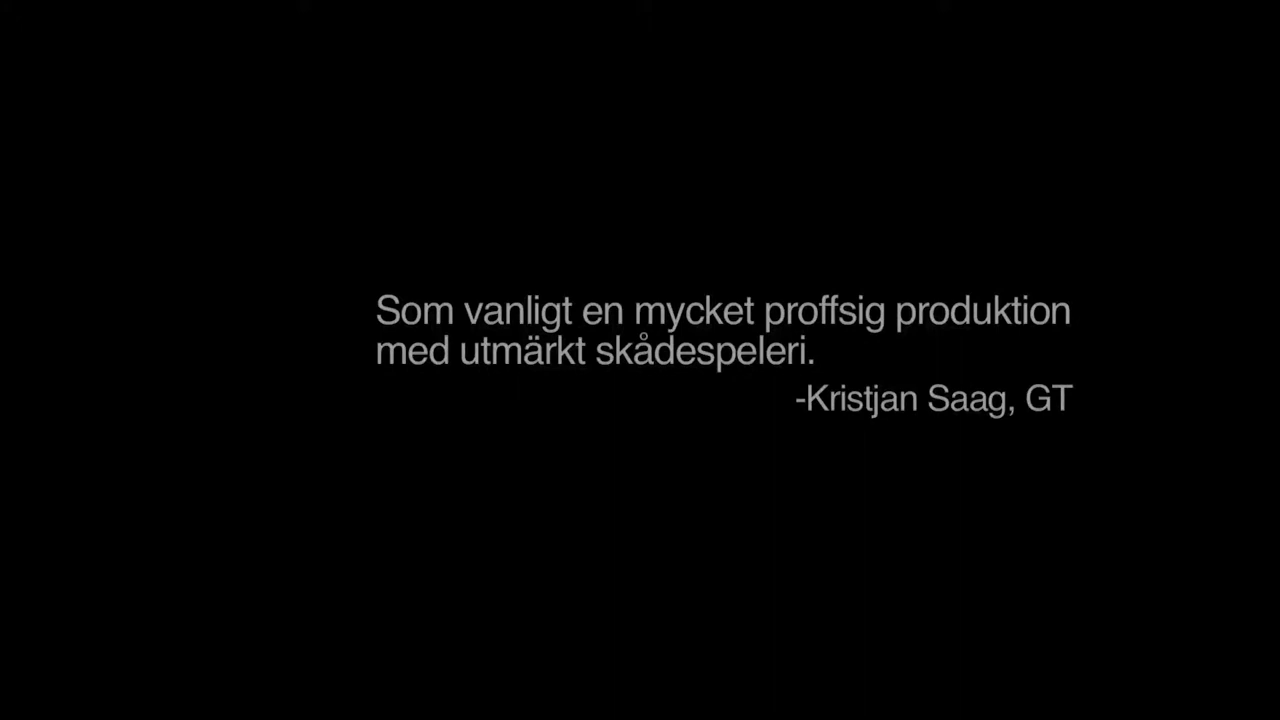 Som vanligt en mycket proffsig produktion
med utmärkt skådespeleri.
-Kristjan Saag, GT